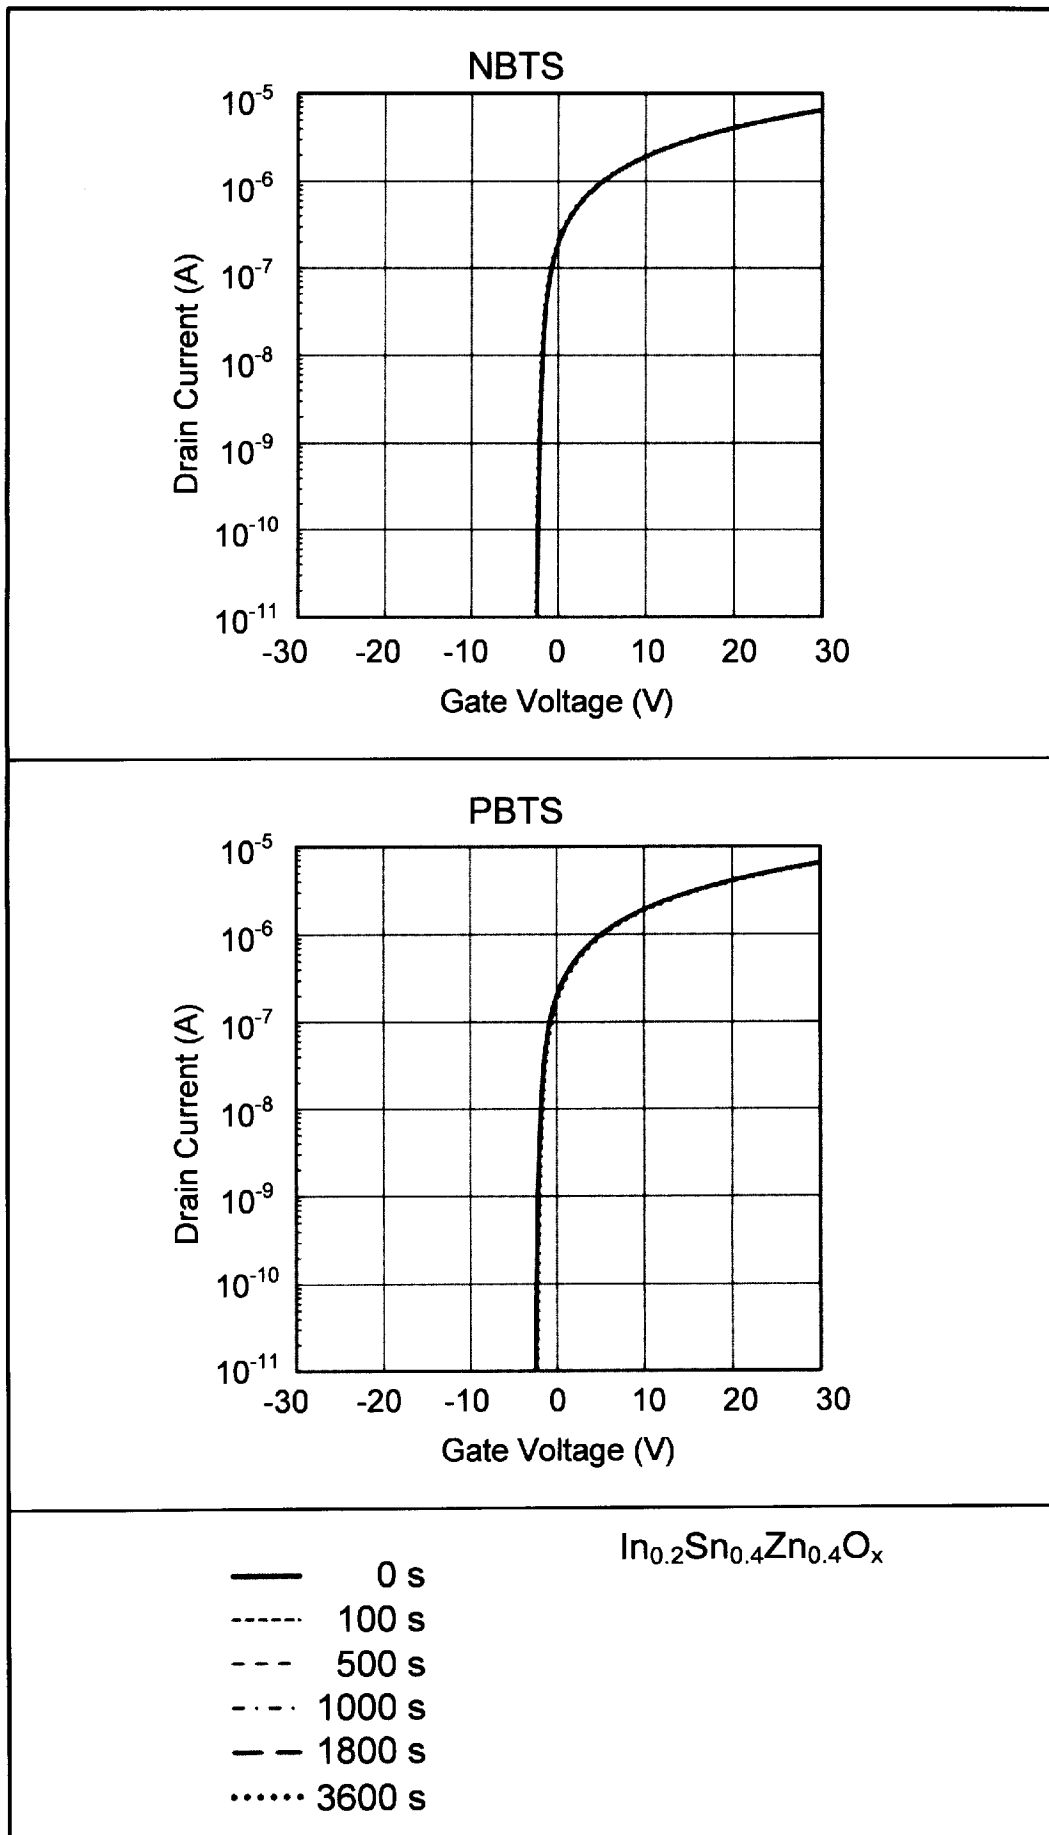 NBTS
10⁻⁵
10⁻⁶
10⁻⁷
10⁻⁸
10⁻⁹
10⁻¹⁰
10⁻¹¹
Drain Current (A)
-30 -20 -10 0 10 20 30
Gate Voltage (V)
PBTS
10⁻⁵
10⁻⁶
10⁻⁷
10⁻⁸
10⁻⁹
10⁻¹⁰
10⁻¹¹
Drain Current (A)
-30 -20 -10 0 10 20 30
Gate Voltage (V)
In₀.₂Sn₀.₄Zn₀.₄Oₓ
0 s
100 s
500 s
1000 s
1800 s
3600 s